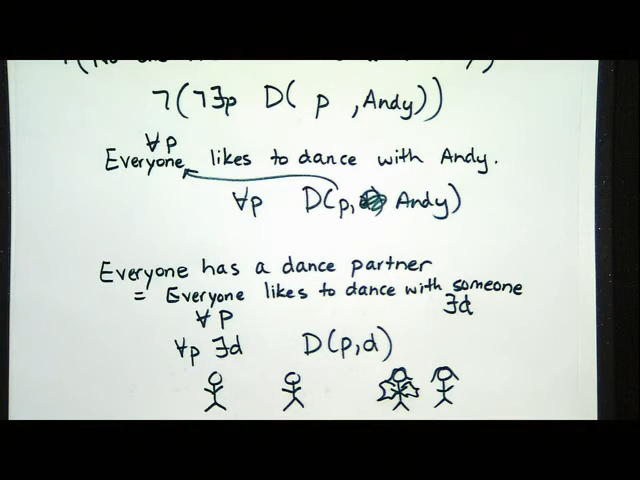 ¬(¬∃p D( p , Andy))
∀p
Everyone likes to dance with Andy.
∀p D(p, Andy)
Everyone has a dance partner
= Everyone likes to dance with someone
∀p ∃d
∀p ∃d D(p,d)